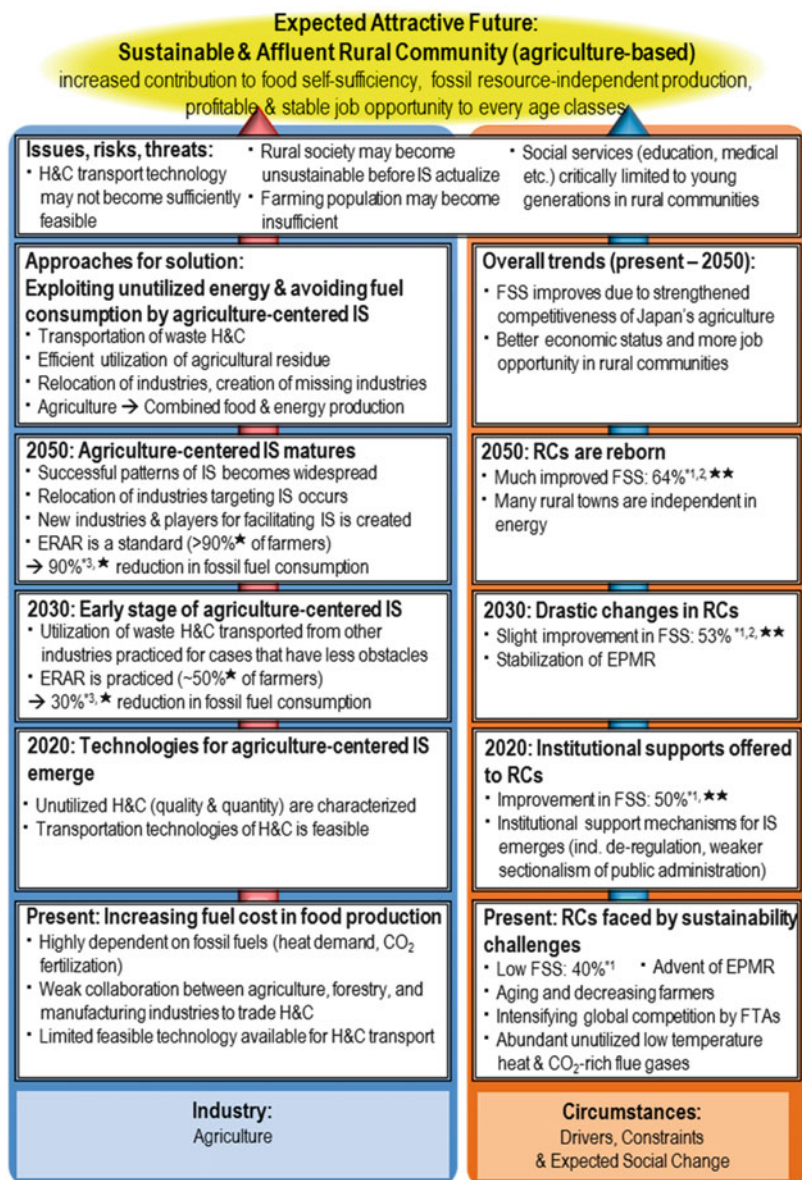 Expected Attractive Future:
Sustainable & Affluent Rural Community (agriculture-based)
increased contribution to food self-sufficiency, fossil resource-independent production,
profitable & stable job opportunity to every age classes
Issues, risks, threats:
• H&C transport technology
may not become sufficiently
feasible
• Rural society may become
unsustainable before IS actualize
• Farming population may become
insufficient
• Social services (education, medical
etc.) critically limited to young
generations in rural communities
Approaches for solution:
Exploiting unutilized energy & avoiding fuel
consumption by agriculture-centered IS
• Transportation of waste H&C
• Efficient utilization of agricultural residue
• Relocation of industries, creation of missing industries
• Agriculture → Combined food & energy production
2050: Agriculture-centered IS matures
• Successful patterns of IS becomes widespread
• Relocation of industries targeting IS occurs
• New industries & players for facilitating IS is created
• ERAR is a standard (>90%★ of farmers)
→ 90%*3,★ reduction in fossil fuel consumption
2030: Early stage of agriculture-centered IS
• Utilization of waste H&C transported from other
industries practiced for cases that have less obstacles
• ERAR is practiced (~50%★ of farmers)
→ 30%*3,★ reduction in fossil fuel consumption
2020: Technologies for agriculture-centered IS
emerge
• Unutilized H&C (quality & quantity) are characterized
• Transportation technologies of H&C is feasible
Present: Increasing fuel cost in food production
• Highly dependent on fossil fuels (heat demand, CO₂
fertilization)
• Weak collaboration between agriculture, forestry, and
manufacturing industries to trade H&C
• Limited feasible technology available for H&C transport
Industry:
Agriculture
Overall trends (present – 2050):
• FSS improves due to strengthened
competitiveness of Japan's agriculture
• Better economic status and more job
opportunity in rural communities
2050: RCs are reborn
• Much improved FSS: 64%*1,2,★★
• Many rural towns are independent in
energy
2030: Drastic changes in RCs
• Slight improvement in FSS: 53% *1,2,★★
• Stabilization of EPMR
2020: Institutional supports offered
to RCs
• Improvement in FSS: 50%*1,★★
• Institutional support mechanisms for IS
emerges (incl. de-regulation, weaker
sectionalism of public administration)
Present: RCs faced by sustainability
challenges
• Low FSS: 40%*1 • Advent of EPMR
• Aging and decreasing farmers
• Intensifying global competition by FTAs
• Abundant unutilized low temperature
heat & CO₂-rich flue gases
Circumstances:
Drivers, Constraints
& Expected Social Change